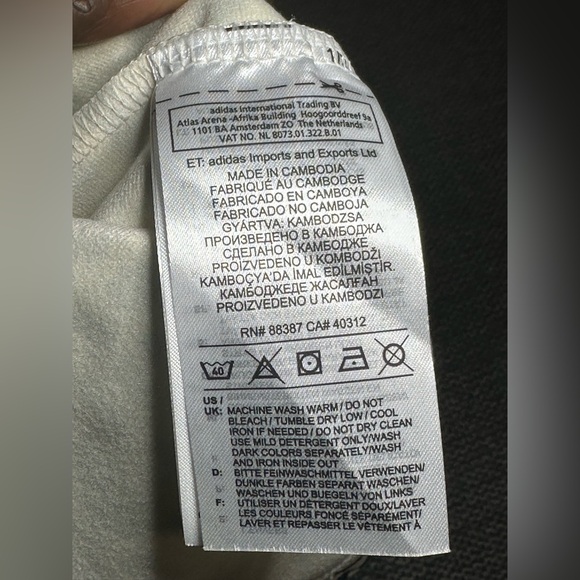 adidas International Trading BV
Atlas Arena -Afrika Building Hoogoorddreef 9a
1101 BA Amsterdam ZO The Netherlands
VAT NO. NL 8073.01.322.B.01
ET: adidas Imports and Exports Ltd
MADE IN CAMBODIA
FABRIQUÉ AU CAMBODGE
FABRICADO EN CAMBOYA
FABRICADO NO CAMBOJA
GYÁRTVA: KAMBODZSA
ПРОИЗВЕДЕНО В КАМБОДЖА
СДЕЛАНО В КАМБОДЖЕ
PROIZVEDENO U KOMBODŽI
KAMBOÇYA'DA İMAL EDİLMİŞTİR.
КАМБОДЖЕДЕ ЖАСАЛҒАН
PROIZVEDENO U KAMBODZI
RN# 88387 CA# 40312
40
US /
UK: MACHINE WASH WARM / DO NOT
BLEACH / TUMBLE DRY LOW / COOL
IRON IF NEEDED / DO NOT DRY CLEAN
USE MILD DETERGENT ONLY/WASH
DARK COLORS SEPARATELY/WASH
AND IRON INSIDE OUT
D: BITTE FEINWASCHMITTEL VERWENDEN/
DUNKLE FARBEN SEPARAT WASCHEN/
WASCHEN UND BUEGELN VON LINKS
F: UTILISER UN DETERGENT DOUX/LAVER
LES COULEURS FONCÉ SÉPARÉMENT/
LAVER ET REPASSER LE VÊTEMENT À